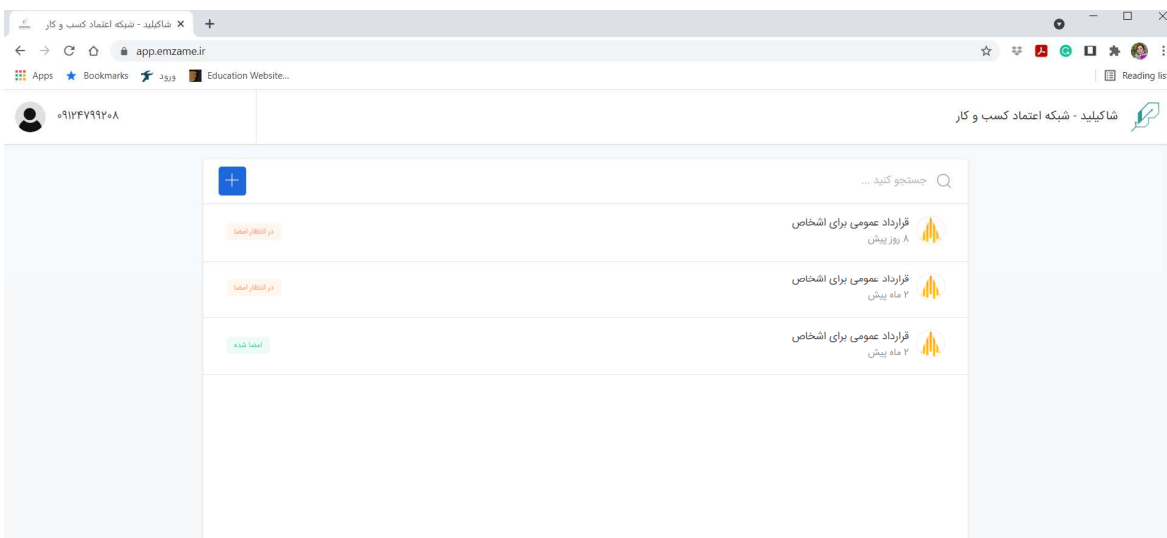 شاکیلید - شبکه اعتماد کسب و کار
app.emzame.ir
Apps
Bookmarks
ورود
Education Website...
Reading lis
شاکیلید - شبکه اعتماد کسب و کار
۰۹۱۲۴۷۹۹۲۰۸
جستجو کنید ...
قرارداد عمومی برای اشخاص
۸ روز پیش
در انتظار امضا
قرارداد عمومی برای اشخاص
۲ ماه پیش
در انتظار امضا
قرارداد عمومی برای اشخاص
۲ ماه پیش
امضا شده